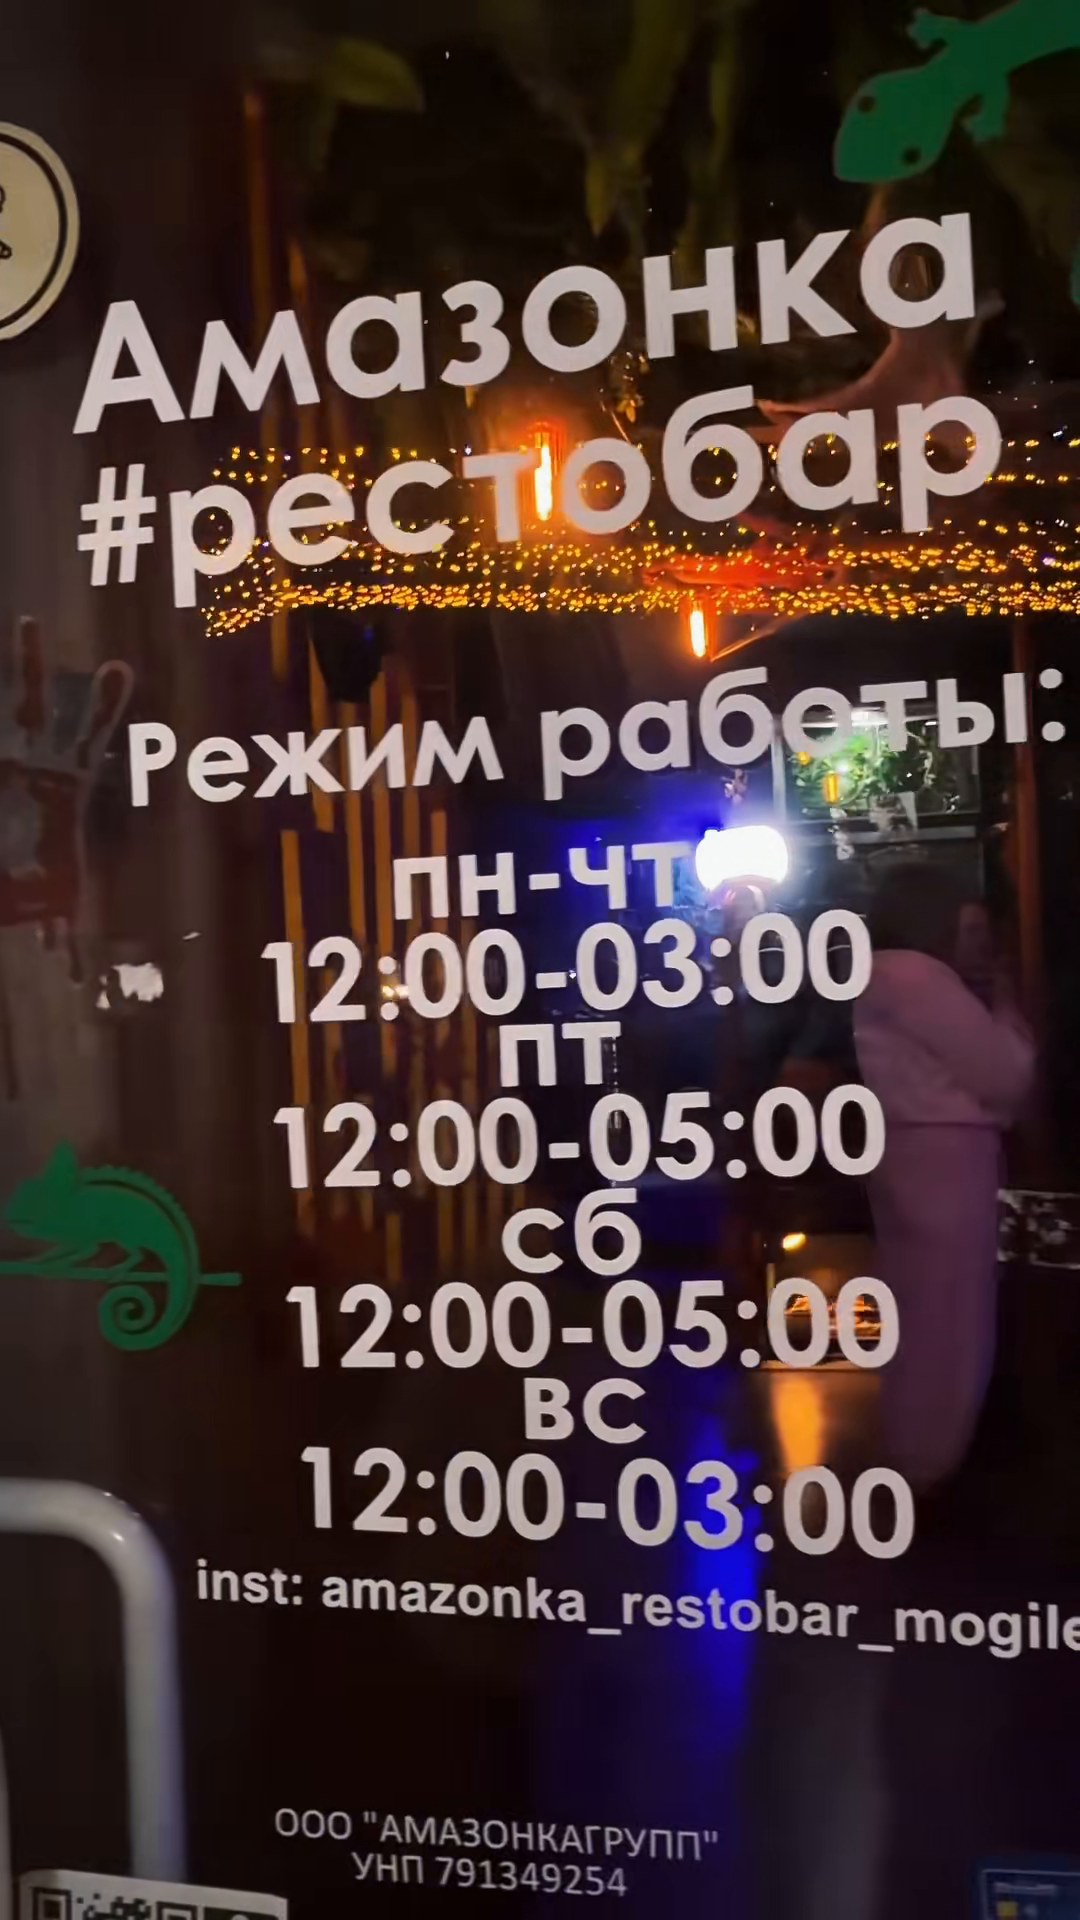 Амазонка
#рестобар
Режим работы:
пн-чт
12:00-03:00
пт
12:00-05:00
сб
12:00-05:00
вс
12:00-03:00
inst: amazonka_restobar_mogile
ООО "АМАЗОНКАГРУПП"
УНП 791349254